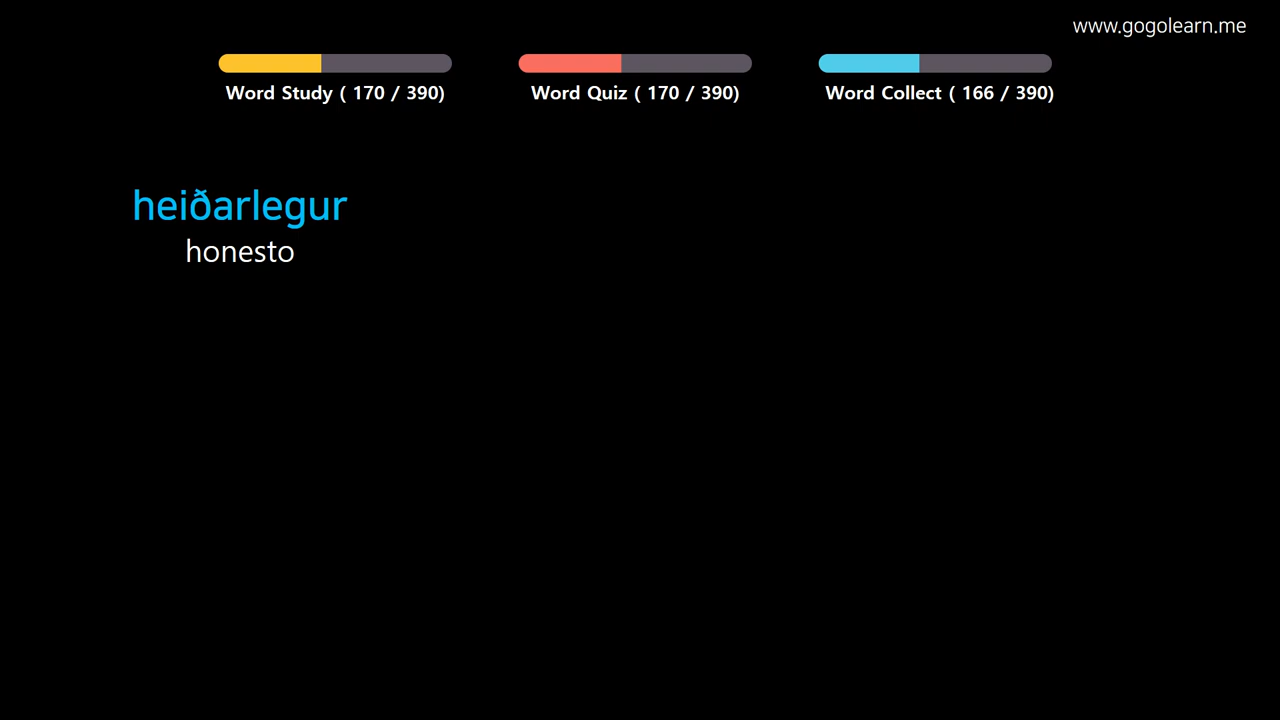 www.gogolearn.me
Word Study ( 170 / 390)
Word Quiz ( 170 / 390)
Word Collect ( 166 / 390)
heiðarlegur
honesto